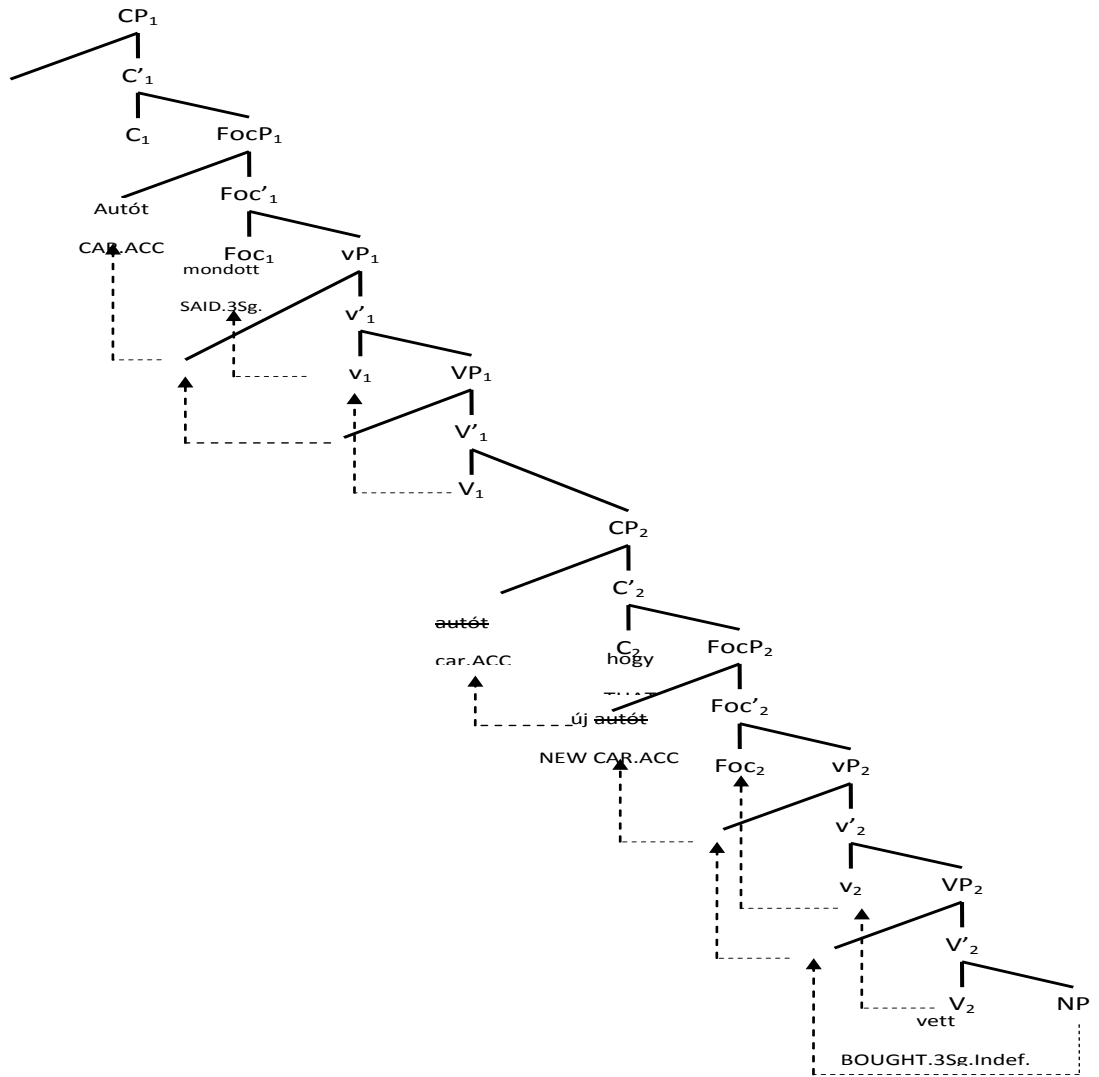 CP₁
C’₁
C₁ FocP₁
Autót Foc’₁
CAR.ACC Foc₁ vP₁
mondott
SAID.3Sg. v’₁
v₁ VP₁
V’₁
V₁
CP₂
C’₂
autót C₂ FocP₂
car.ACC hogy
THAT
új autót Foc’₂
NEW CAR.ACC Foc₂ vP₂
v’₂
v₂ VP₂
V’₂
V₂ NP
vett
BOUGHT.3Sg.Indef.